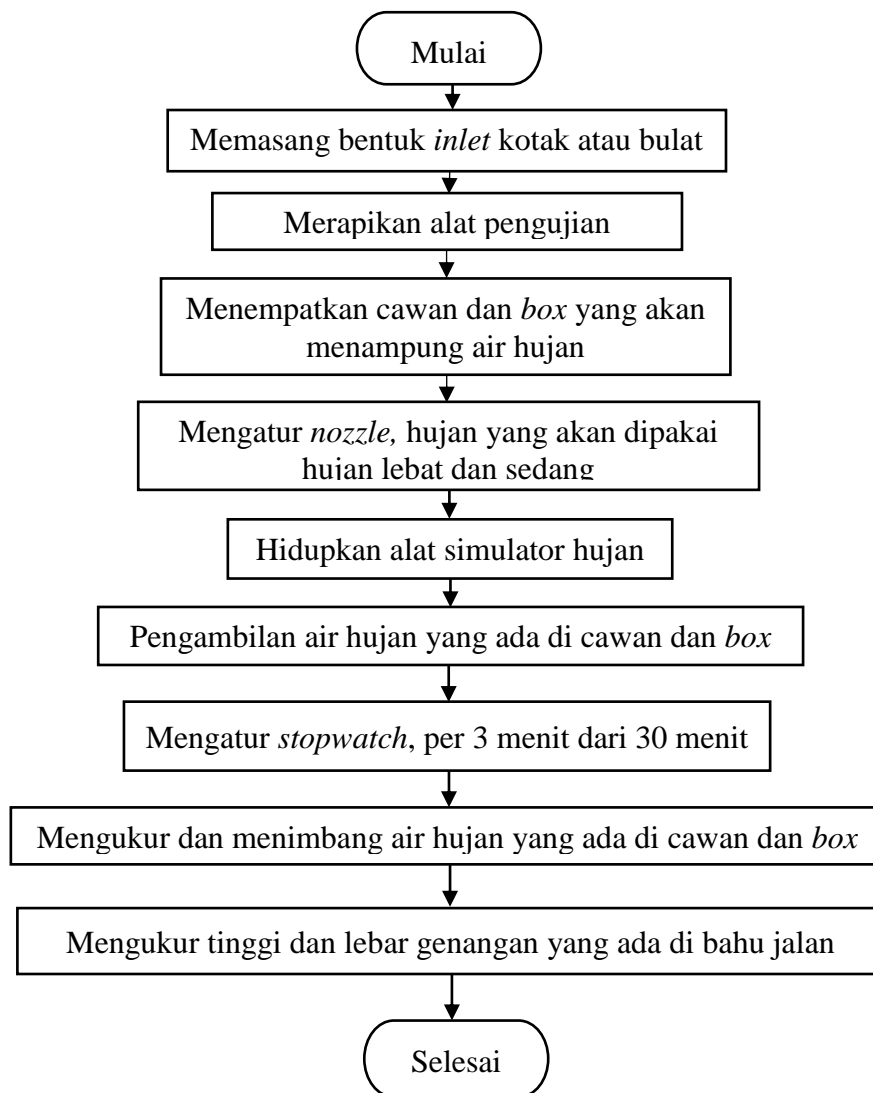 Mulai
Memasang bentuk inlet kotak atau bulat
Merapikan alat pengujian
Menempatkan cawan dan box yang akan
menampung air hujan
Mengatur nozzle, hujan yang akan dipakai
hujan lebat dan sedang
Hidupkan alat simulator hujan
Pengambilan air hujan yang ada di cawan dan box
Mengatur stopwatch, per 3 menit dari 30 menit
Mengukur dan menimbang air hujan yang ada di cawan dan box
Mengukur tinggi dan lebar genangan yang ada di bahu jalan
Selesai